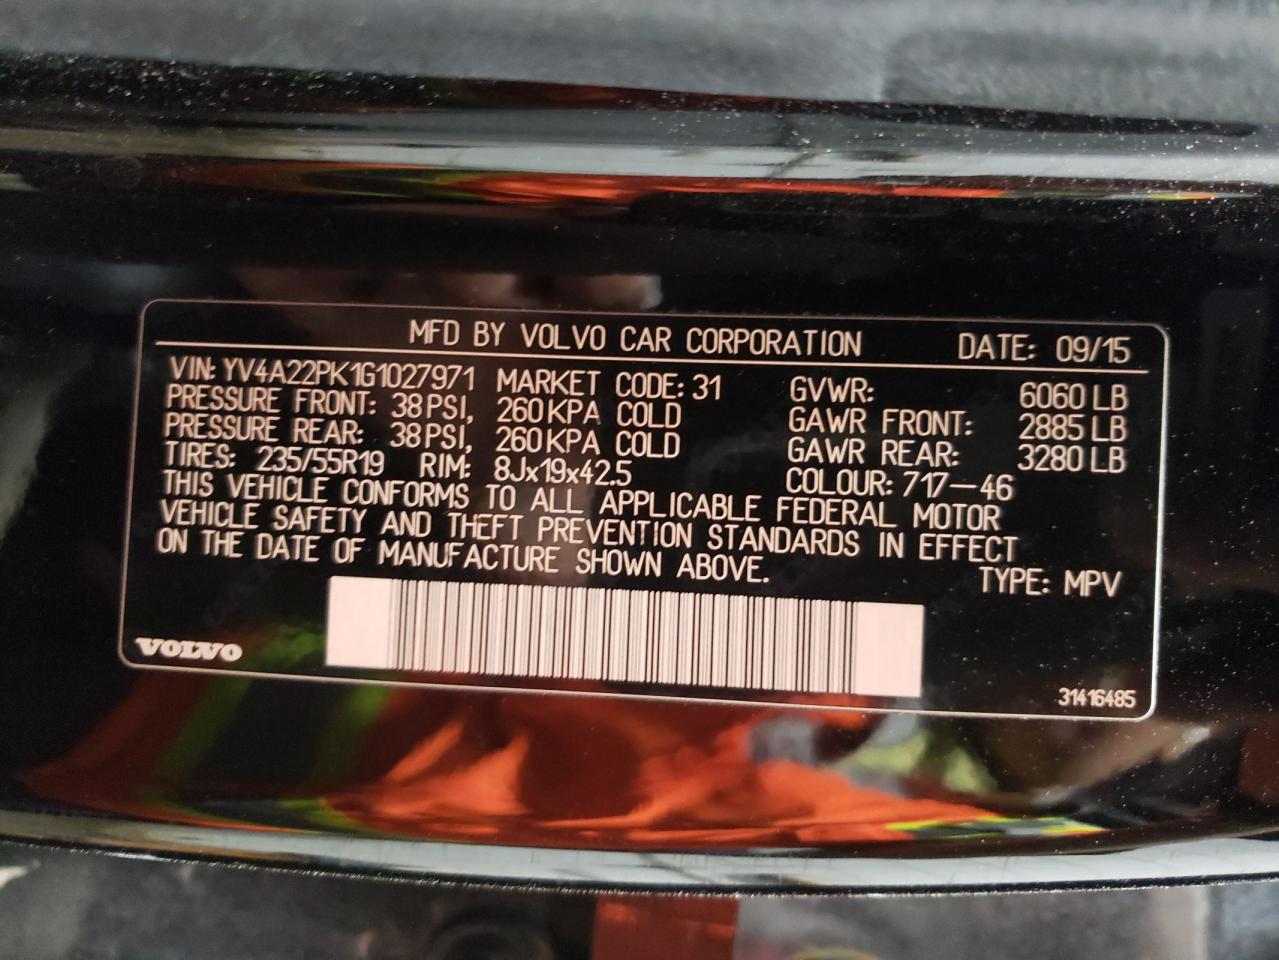 MFD BY VOLVO CAR CORPORATION DATE: 09/15
VIN: YV4A22PK1G1027971 MARKET CODE: 31 GVWR: 6060 LB
PRESSURE FRONT: 38 PSI, 260 KPA COLD GAWR FRONT: 2885 LB
PRESSURE REAR: 38 PSI, 260 KPA COLD GAWR REAR: 3280 LB
TIRES: 235/55R19 RIM: 8Jx19x42.5 COLOUR: 717-46
THIS VEHICLE CONFORMS TO ALL APPLICABLE FEDERAL MOTOR
VEHICLE SAFETY AND THEFT PREVENTION STANDARDS IN EFFECT
ON THE DATE OF MANUFACTURE SHOWN ABOVE. TYPE: MPV
VOLVO
31416485